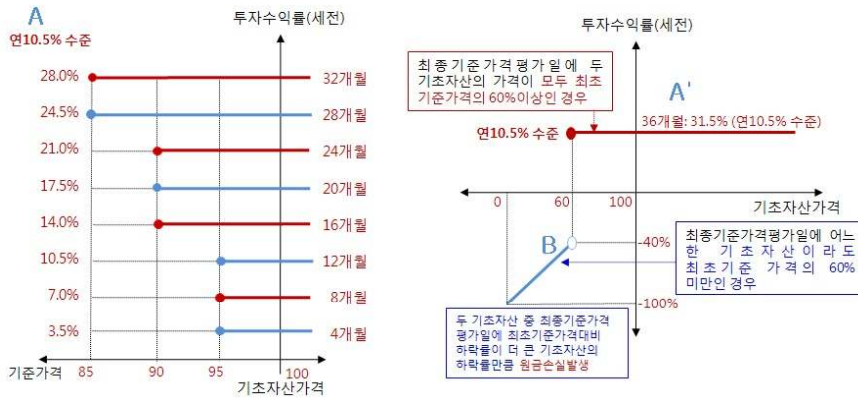 A
투자수익률(세전)
연10.5% 수준
28.0%
32개월
24.5%
28개월
21.0%
24개월
17.5%
20개월
14.0%
16개월
10.5%
12개월
7.0%
8개월
3.5%
4개월
기준가격
85
90
95
100
기초자산가격
투자수익률(세전)
최종기준가격평가일에 두
기초자산의 가격이 모두 최초
기준가격의 60%이상인 경우
A'
36개월: 31.5% (연10.5% 수준)
연10.5% 수준
0
60
100
기초자산가격
B
-40%
-100%
최종기준가격평가일에 어느
한 기초자산이라도
최초기준 가격의 60%
미만인 경우
두 기초자산 중 최종기준가격
평가일에 최초기준가격대비
하락률이 더 큰 기초자산의
하락률만큼 원금손실발생